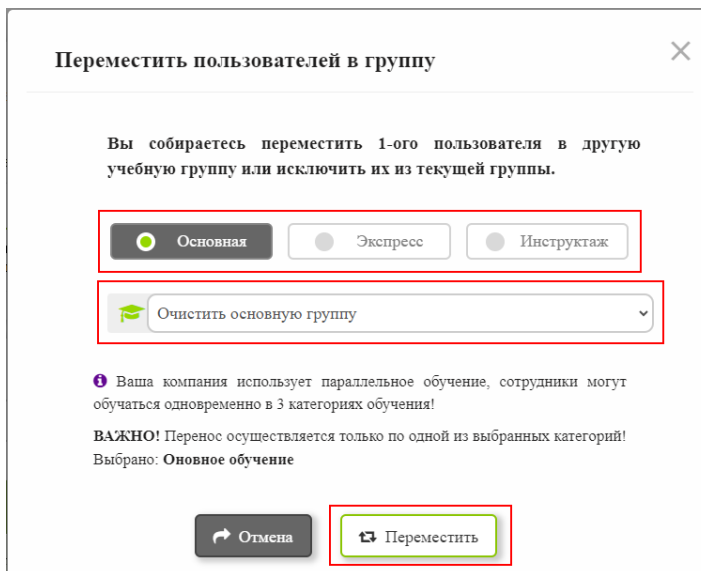 Переместить пользователей в группу
Вы собираетесь переместить 1-ого пользователя в другую
учебную группу или исключить их из текущей группы.
Основная Экспресс Инструктаж
Очистить основную группу
Ваша компания использует параллельное обучение, сотрудники могут
обучаться одновременно в 3 категориях обучения!
ВАЖНО! Перенос осуществляется только по одной из выбранных категорий!
Выбрано: Оновное обучение
Отмена Переместить